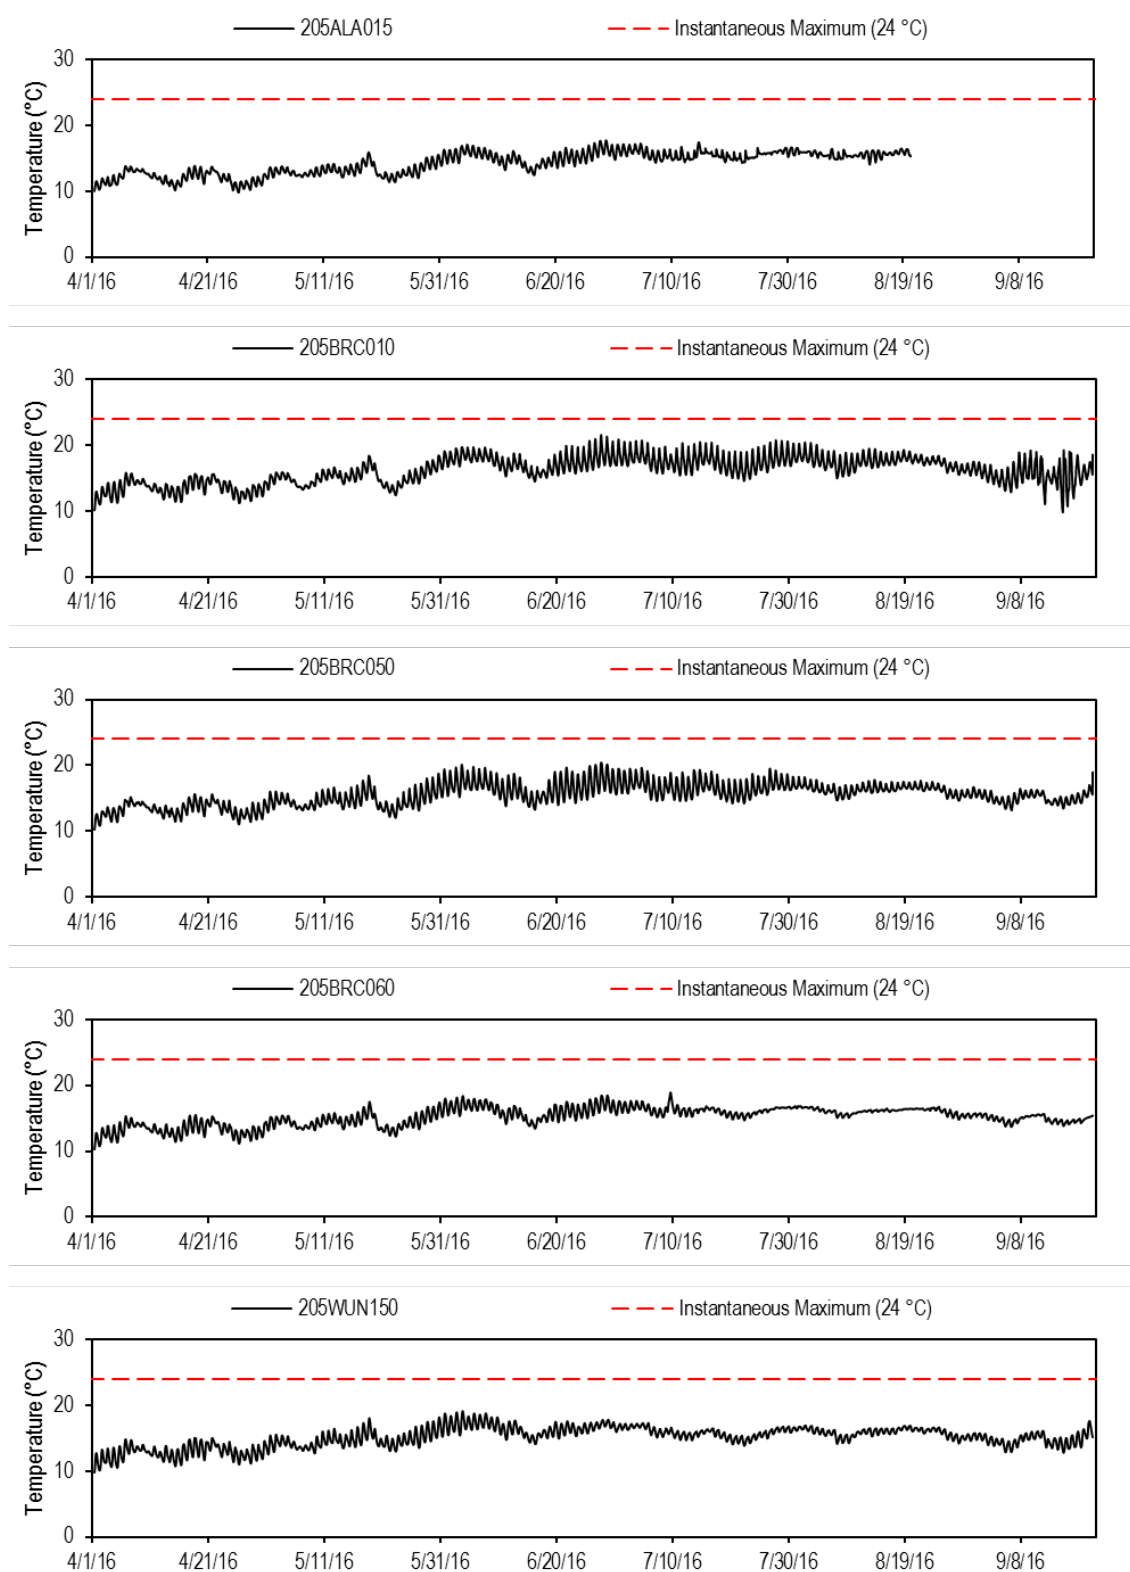 205ALA015 Instantaneous Maximum (24 °C)
30
20
10
0
Temperature (°C)
4/1/16 4/21/16 5/11/16 5/31/16 6/20/16 7/10/16 7/30/16 8/19/16 9/8/16
205BRC010 Instantaneous Maximum (24 °C)
30
20
10
0
Temperature (°C)
4/1/16 4/21/16 5/11/16 5/31/16 6/20/16 7/10/16 7/30/16 8/19/16 9/8/16
205BRC050 Instantaneous Maximum (24 °C)
30
20
10
0
Temperature (°C)
4/1/16 4/21/16 5/11/16 5/31/16 6/20/16 7/10/16 7/30/16 8/19/16 9/8/16
205BRC060 Instantaneous Maximum (24 °C)
30
20
10
0
Temperature (°C)
4/1/16 4/21/16 5/11/16 5/31/16 6/20/16 7/10/16 7/30/16 8/19/16 9/8/16
205WUN150 Instantaneous Maximum (24 °C)
30
20
10
0
Temperature (°C)
4/1/16 4/21/16 5/11/16 5/31/16 6/20/16 7/10/16 7/30/16 8/19/16 9/8/16